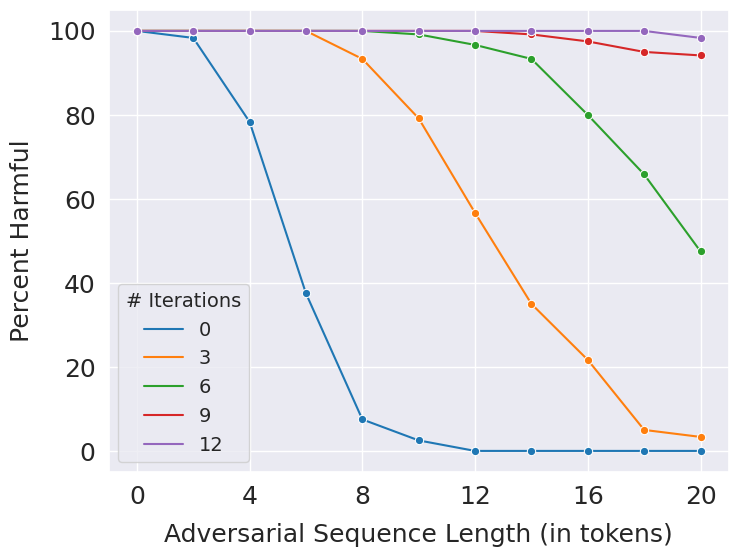 100
80
60
40
20
0
Percent Harmful
# Iterations
0
3
6
9
12
0 4 8 12 16 20
Adversarial Sequence Length (in tokens)